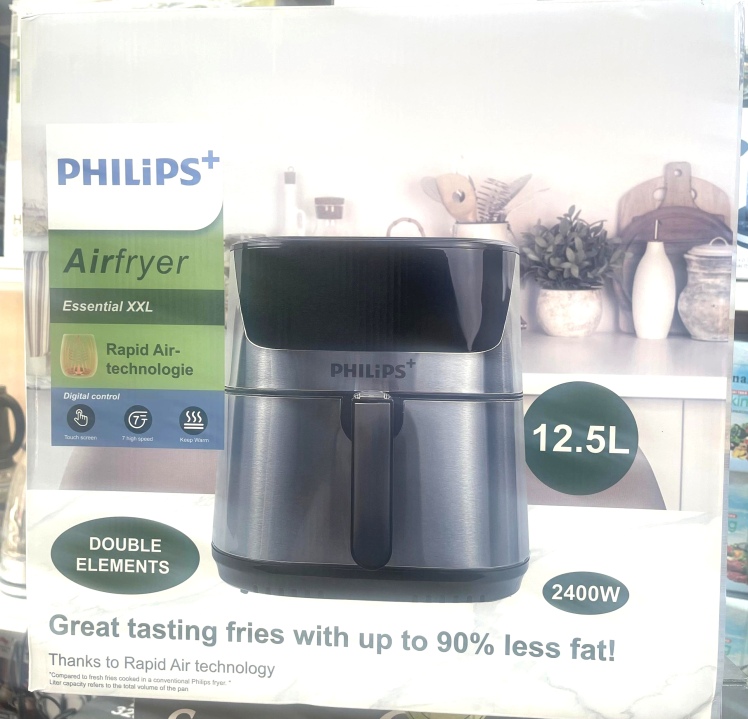 PHILiPS+
Airfryer
Essential XXL
Rapid Air-
technologie
Digital control
7
Touch screen
7 high speed
Keep Warm
PHILiPS+
12.5L
DOUBLE
ELEMENTS
2400W
Great tasting fries with up to 90% less fat!
Thanks to Rapid Air technology
"Compared to fresh fries cooked in a conventional Philips fryer. "
Liter capacity refers to the total volume of the pan